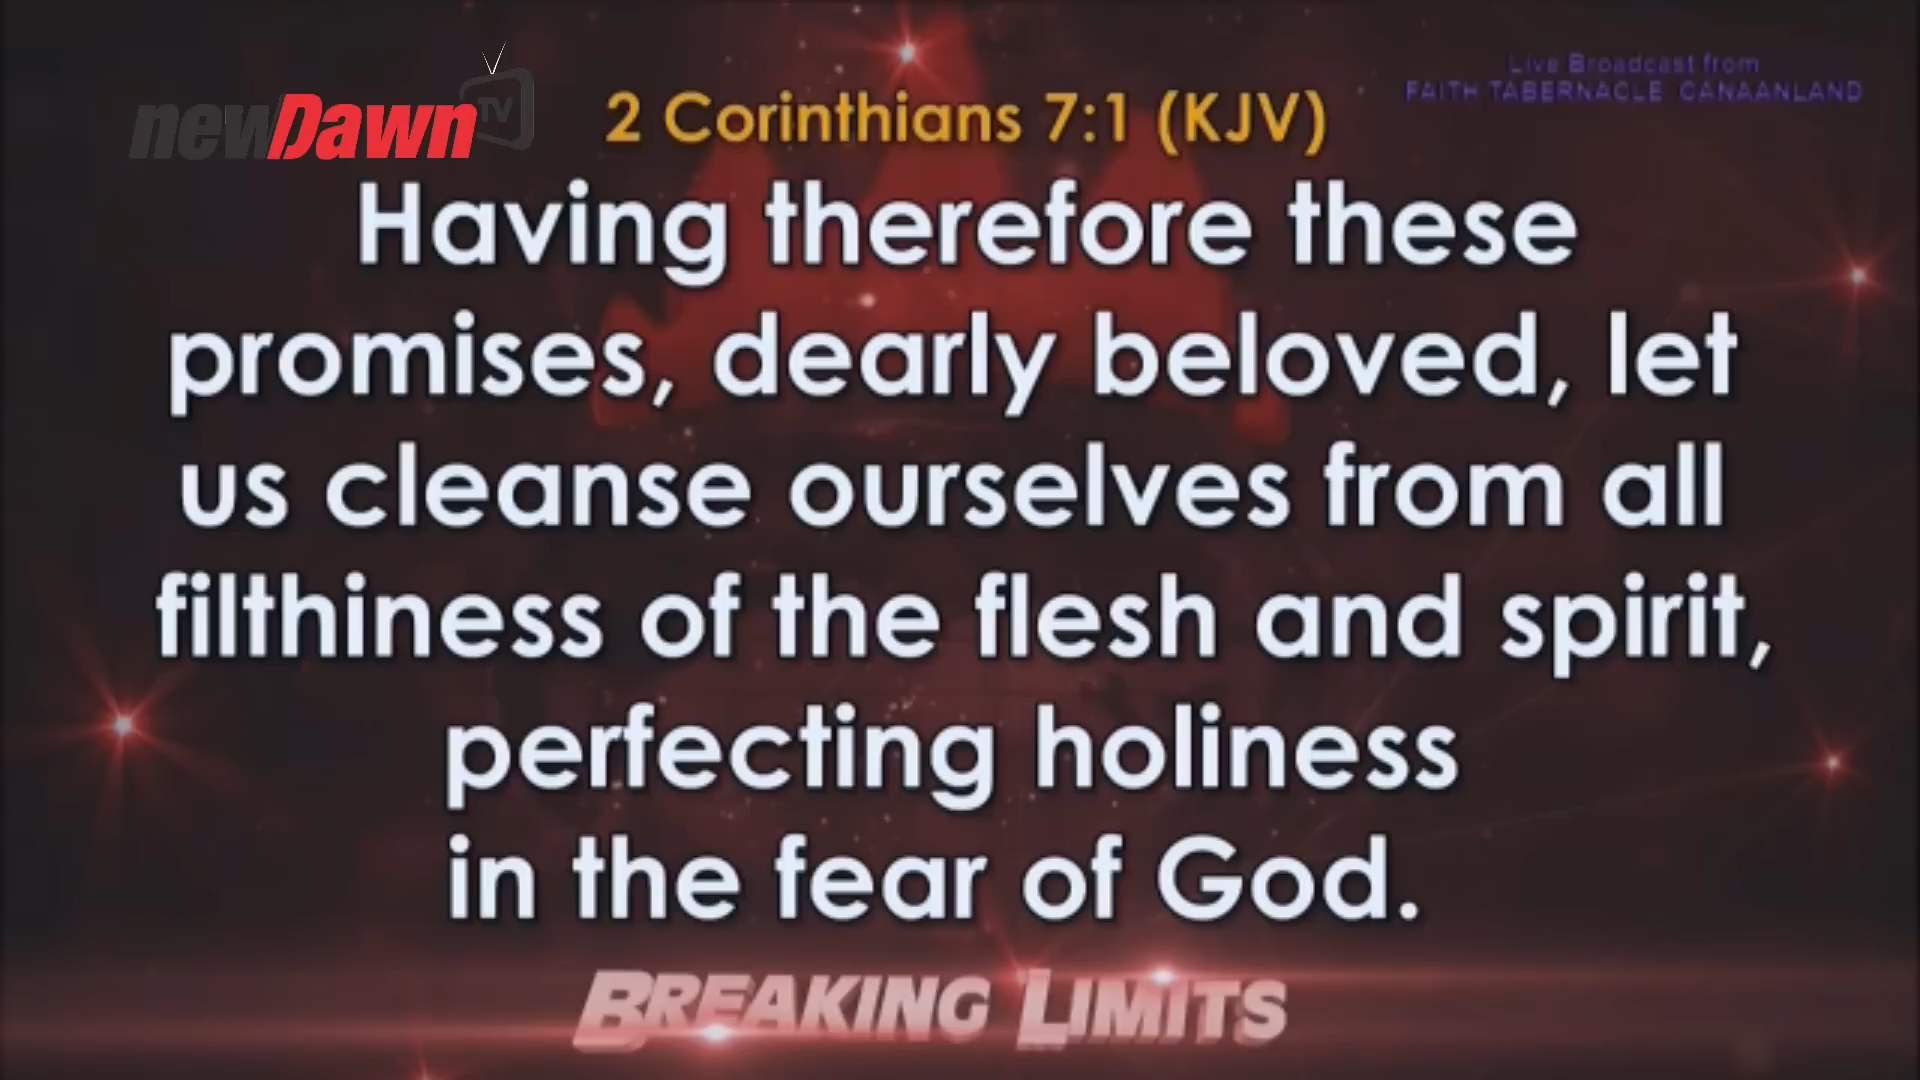 newDawn TV
Live Broadcast from
FAITH TABERNACLE CANAANLAND
2 Corinthians 7:1 (KJV)
Having therefore these
promises, dearly beloved, let
us cleanse ourselves from all
filthiness of the flesh and spirit,
perfecting holiness
in the fear of God.
BREAKING LIMITS